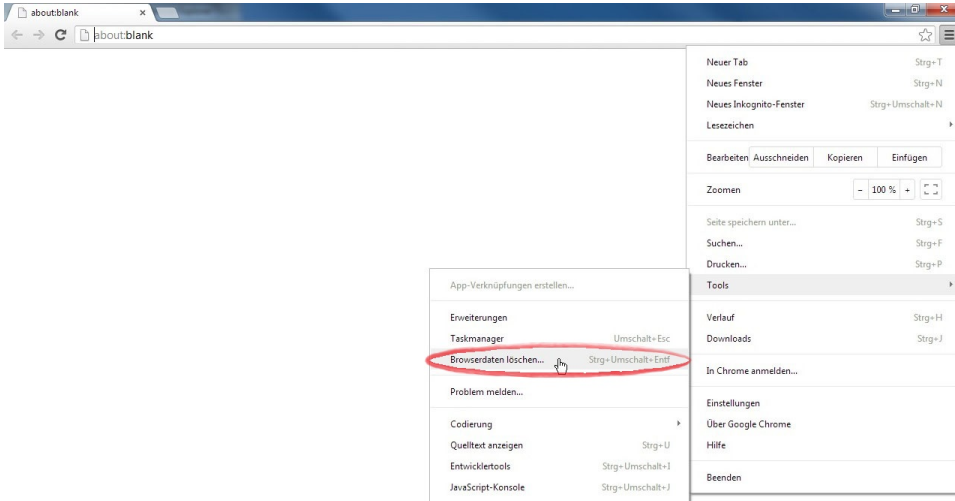 about:blank
about:blank
Neuer Tab Strg+T
Neues Fenster Strg+N
Neues Inkognito-Fenster Strg+Umschalt+N
Lesezeichen
Bearbeiten Ausschneiden Kopieren Einfügen
Zoomen - 100 % +
Seite speichern unter... Strg+S
Suchen... Strg+F
Drucken... Strg+P
Tools
Verlauf Strg+H
Downloads Strg+J
In Chrome anmelden...
Einstellungen
Über Google Chrome
Hilfe
Beenden
App-Verknüpfungen erstellen...
Erweiterungen
Taskmanager Umschalt+Esc
Browserdaten löschen... Strg+Umschalt+Entf
Problem melden...
Codierung
Quelltext anzeigen Strg+U
Entwicklertools Strg+Umschalt+I
JavaScript-Konsole Strg+Umschalt+J